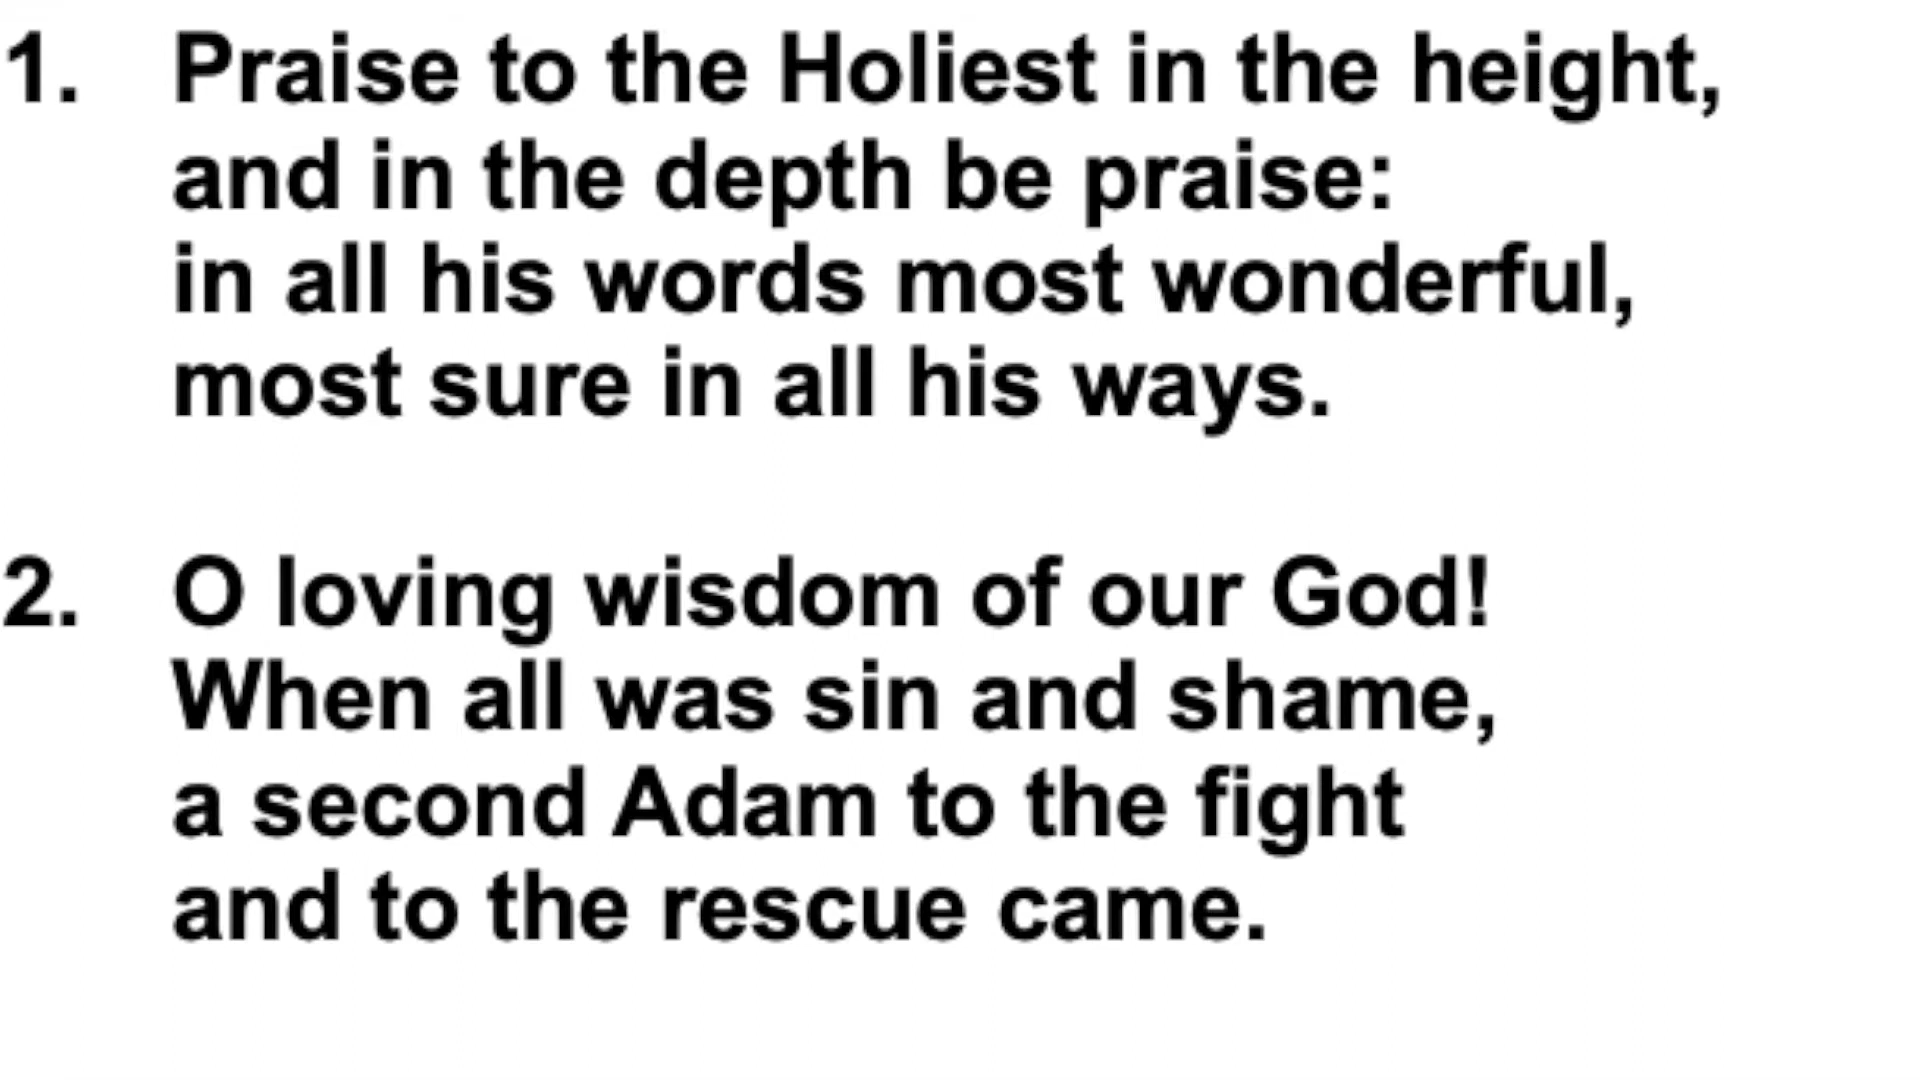 1. Praise to the Holiest in the height,
and in the depth be praise:
in all his words most wonderful,
most sure in all his ways.
2. O loving wisdom of our God!
When all was sin and shame,
a second Adam to the fight
and to the rescue came.